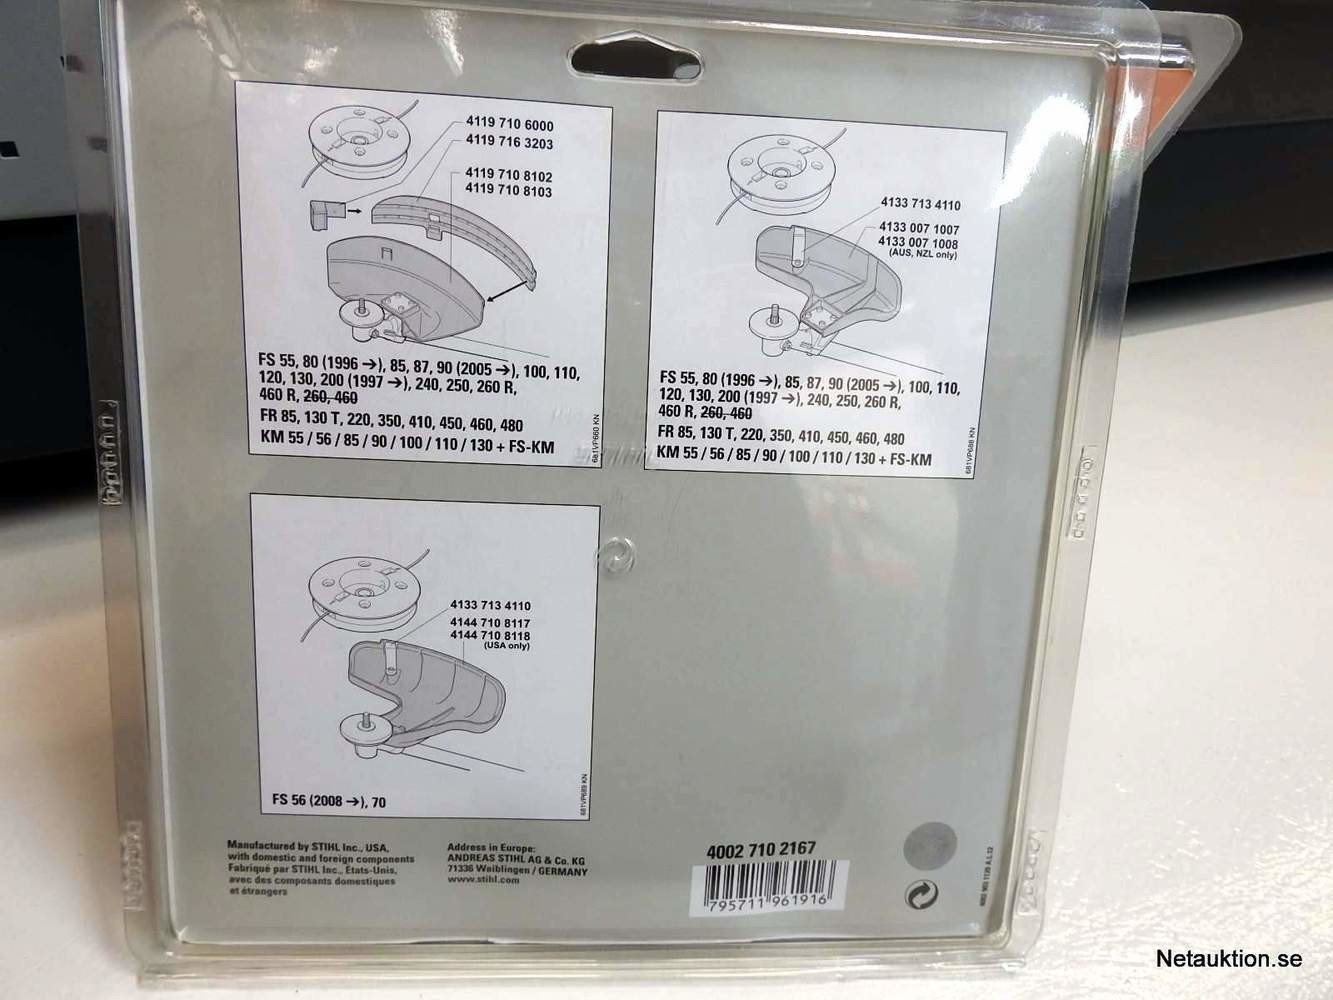 4119 710 6000
4119 716 3203
4119 710 8102
4119 710 8103
FS 55, 80 (1996 ➔), 85, 87, 90 (2005 ➔), 100, 110,
120, 130, 200 (1997 ➔), 240, 250, 260 R,
460 R, 260, 460
FR 85, 130 T, 220, 350, 410, 450, 460, 480
KM 55 / 56 / 85 / 90 / 100 / 110 / 130 + FS-KM
681VP660 KN
4133 713 4110
4133 007 1007
4133 007 1008
(AUS, NZL only)
FS 55, 80 (1996 ➔), 85, 87, 90 (2005 ➔), 100, 110,
120, 130, 200 (1997 ➔), 240, 250, 260 R,
460 R, 260, 460
FR 85, 130 T, 220, 350, 410, 450, 460, 480
KM 55 / 56 / 85 / 90 / 100 / 110 / 130 + FS-KM
681VP688 KN
4133 713 4110
4144 710 8117
4144 710 8118
(USA only)
FS 56 (2008 ➔), 70
681VP689 KN
Manufactured by STIHL Inc., USA,
with domestic and foreign components
Fabriqué par STIHL Inc., Etats-Unis,
avec des composants domestiques
et étrangers
Address in Europe:
ANDREAS STIHL AG & Co. KG
71336 Waiblingen / GERMANY
www.stihl.com
4002 710 2167
795711 961916
Netauktion.se